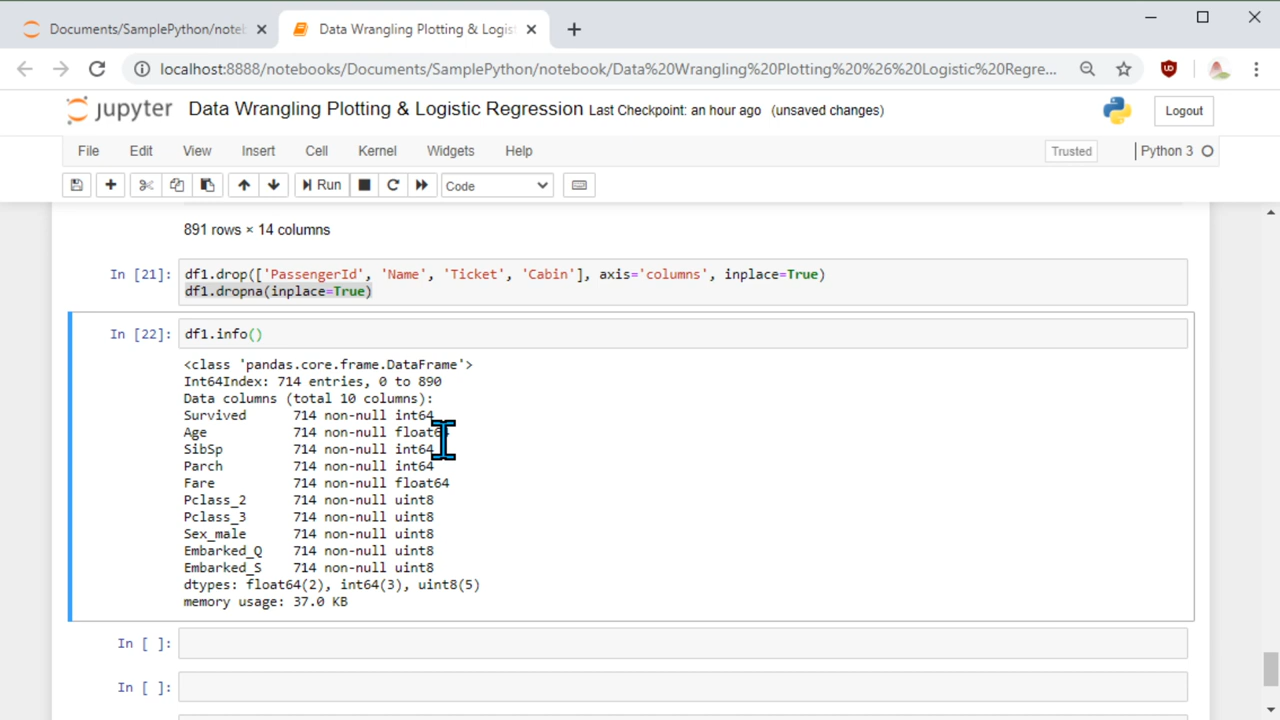 Documents/SamplePython/noteb
Data Wrangling Plotting & Logist
localhost:8888/notebooks/Documents/SamplePython/notebook/Data%20Wrangling%20Plotting%20%26%20Logistic%20Regre...
jupyter Data Wrangling Plotting & Logistic Regression Last Checkpoint: an hour ago (unsaved changes) Logout
File Edit View Insert Cell Kernel Widgets Help Trusted Python 3
Run Code
891 rows × 14 columns
In [21]: df1.drop(['PassengerId', 'Name', 'Ticket', 'Cabin'], axis='columns', inplace=True)
df1.dropna(inplace=True)
In [22]: df1.info()
<class 'pandas.core.frame.DataFrame'>
Int64Index: 714 entries, 0 to 890
Data columns (total 10 columns):
Survived 714 non-null int64
Age 714 non-null float64
SibSp 714 non-null int64
Parch 714 non-null int64
Fare 714 non-null float64
Pclass_2 714 non-null uint8
Pclass_3 714 non-null uint8
Sex_male 714 non-null uint8
Embarked_Q 714 non-null uint8
Embarked_S 714 non-null uint8
dtypes: float64(2), int64(3), uint8(5)
memory usage: 37.0 KB
In [ ]:
In [ ]: